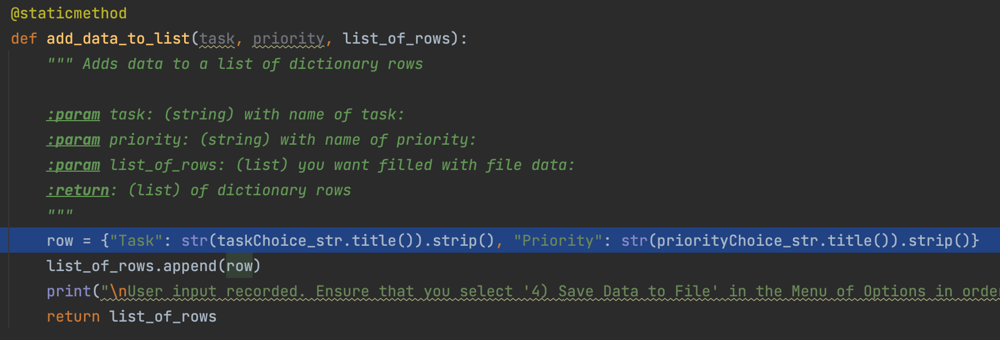 @staticmethod
def add_data_to_list(task, priority, list_of_rows):
""" Adds data to a list of dictionary rows
:param task: (string) with name of task:
:param priority: (string) with name of priority:
:param list_of_rows: (list) you want filled with file data:
:return: (list) of dictionary rows
"""
row = {"Task": str(taskChoice_str.title()).strip(), "Priority": str(priorityChoice_str.title()).strip()}
list_of_rows.append(row)
print("\nUser input recorded. Ensure that you select '4) Save Data to File' in the Menu of Options in orde
return list_of_rows